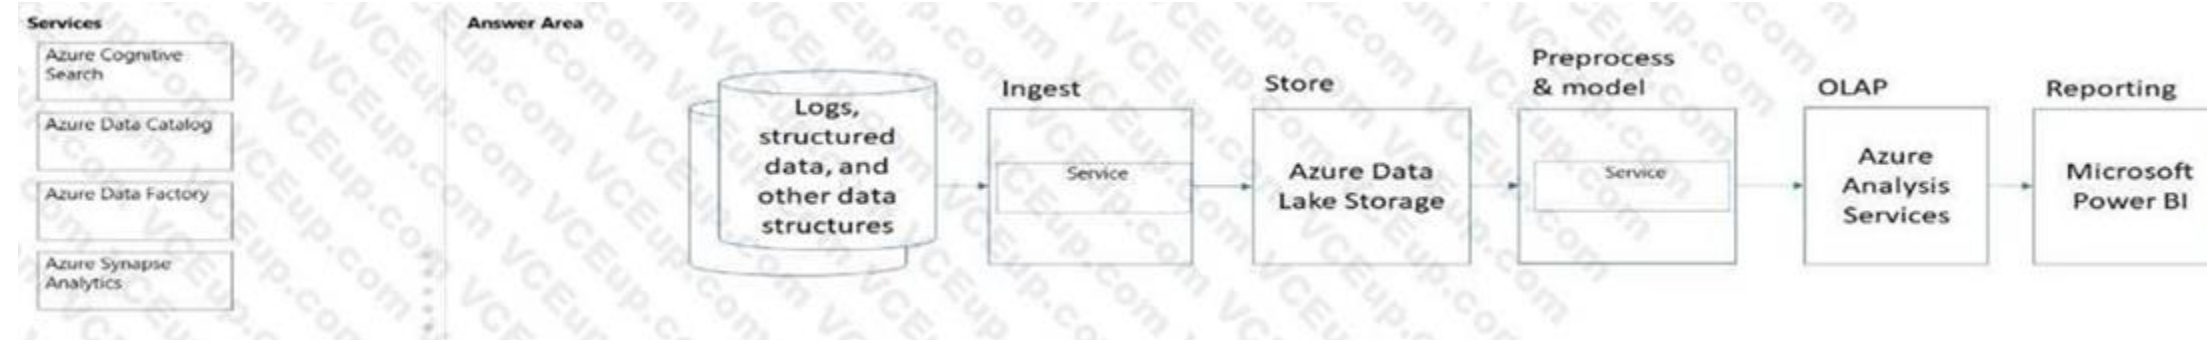 Services
Azure Cognitive
Search
Azure Data Catalog
Azure Data Factory
Azure Synapse
Analytics
Answer Area
Logs,
structured
data, and
other data
structures
Ingest
Service
Store
Azure Data
Lake Storage
Preprocess
& model
Service
OLAP
Azure
Analysis
Services
Reporting
Microsoft
Power BI
VCEup.com